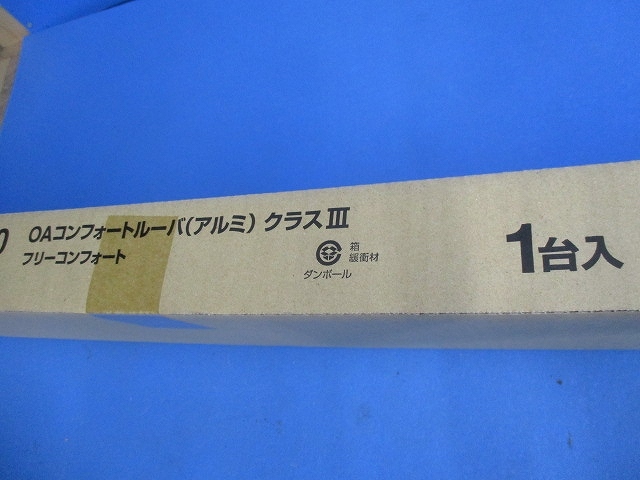 0 OAコンフォートルーバ(アルミ) クラスⅢ
フリーコンフォート
箱
緩衝材
ダンボール
1台入